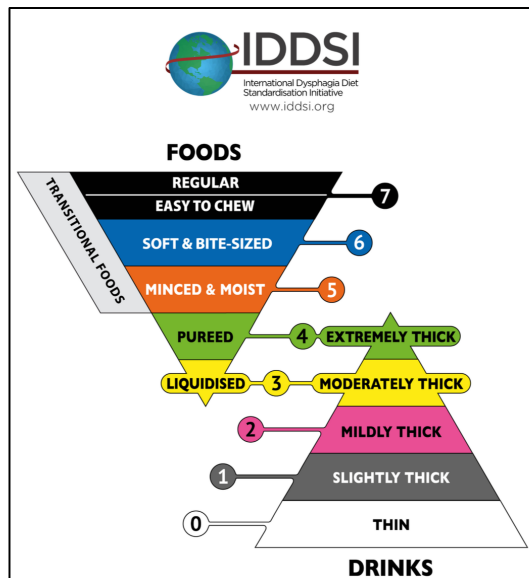 IDDSI
International Dysphagia Diet
Standardisation Initiative
www.iddsi.org
FOODS
TRANSITIONAL FOODS
REGULAR
EASY TO CHEW
7
SOFT & BITE-SIZED
6
MINCED & MOIST
5
PUREED
4
EXTREMELY THICK
LIQUIDISED
3
MODERATELY THICK
2
MILDLY THICK
1
SLIGHTLY THICK
0
THIN
DRINKS